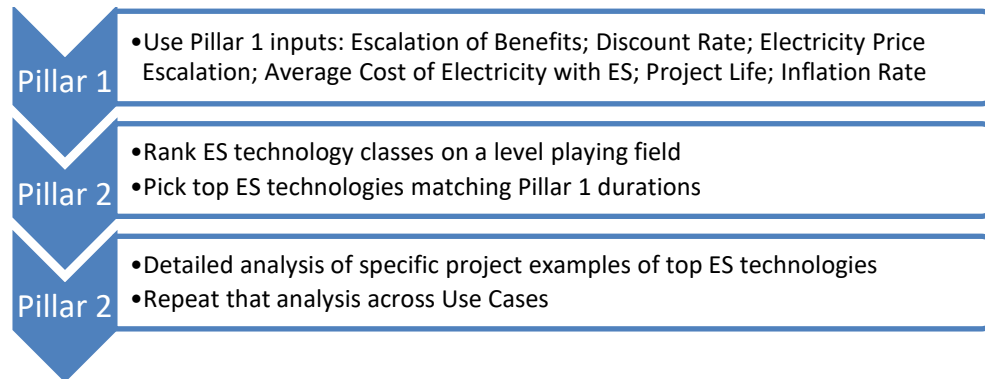 Pillar 1
•Use Pillar 1 inputs: Escalation of Benefits; Discount Rate; Electricity Price
Escalation; Average Cost of Electricity with ES; Project Life; Inflation Rate
Pillar 2
•Rank ES technology classes on a level playing field
•Pick top ES technologies matching Pillar 1 durations
Pillar 2
•Detailed analysis of specific project examples of top ES technologies
•Repeat that analysis across Use Cases